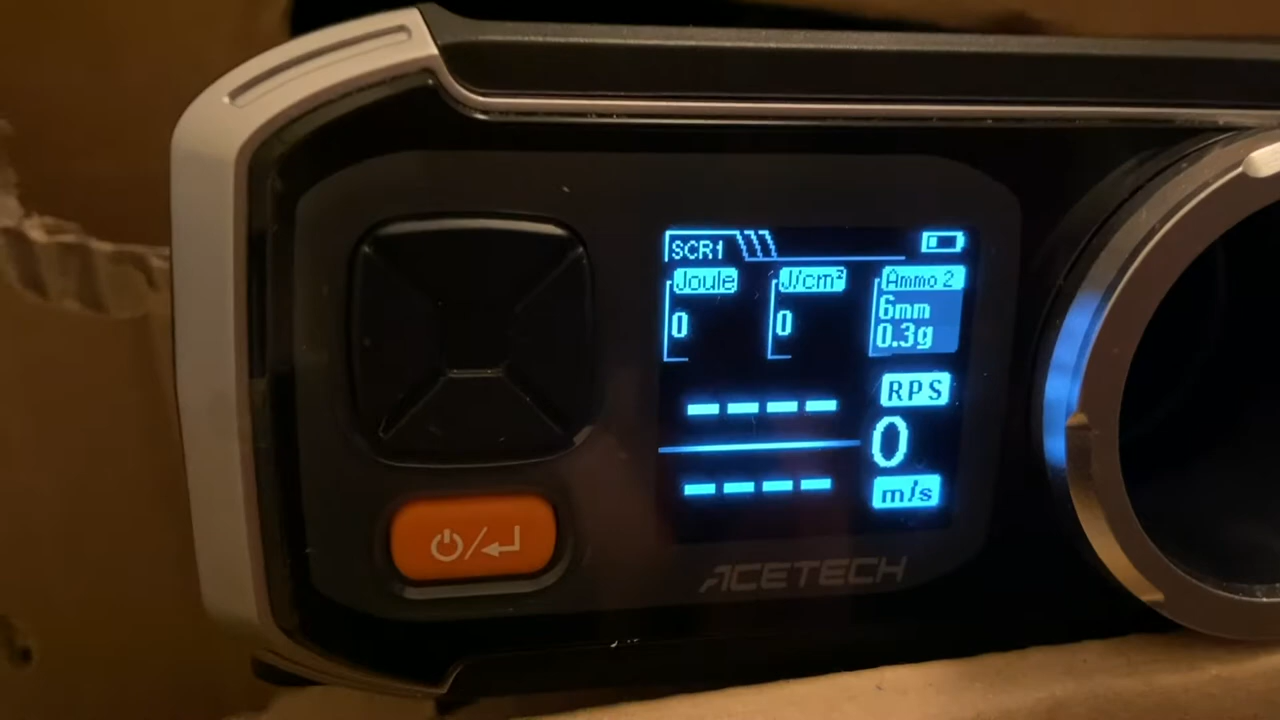 SCR1
Joule J/cm² Ammo 2
0 0 6mm
0.3g
RPS
---- 0
---- m/s
ACETECH